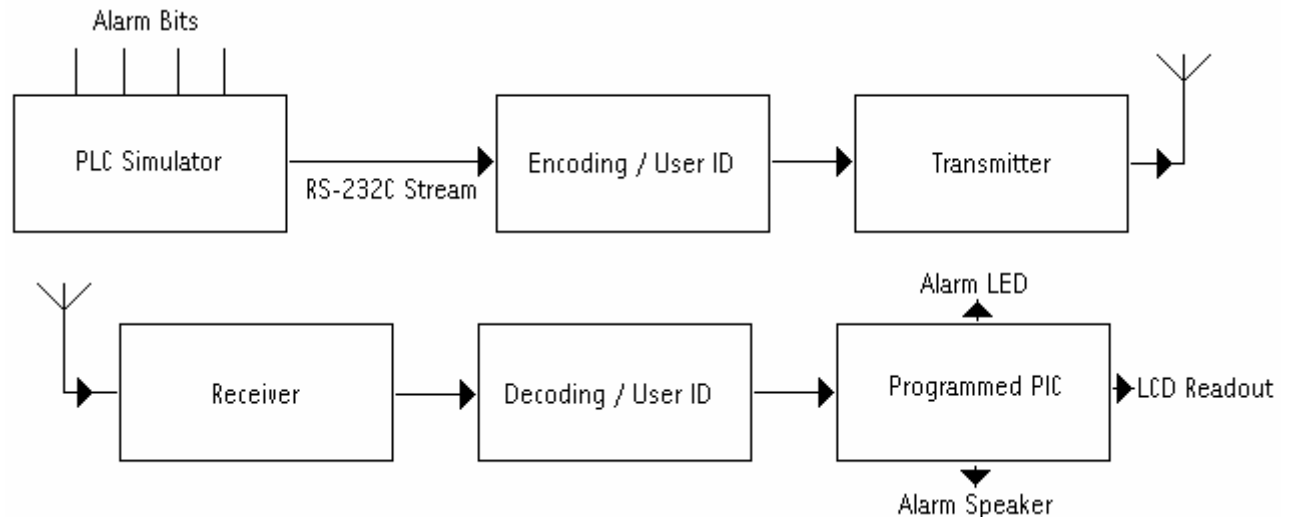 Alarm Bits
PLC Simulator
RS-232C Stream
Encoding / User ID
Transmitter
Receiver
Decoding / User ID
Programmed PIC
Alarm LED
LCD Readout
Alarm Speaker